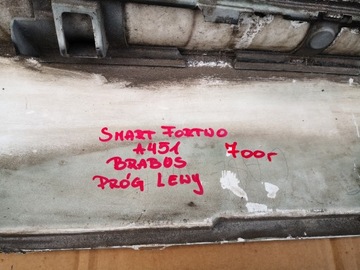 SMART FORTWO
A451 700r
BRABUS
PRÓG LEWY